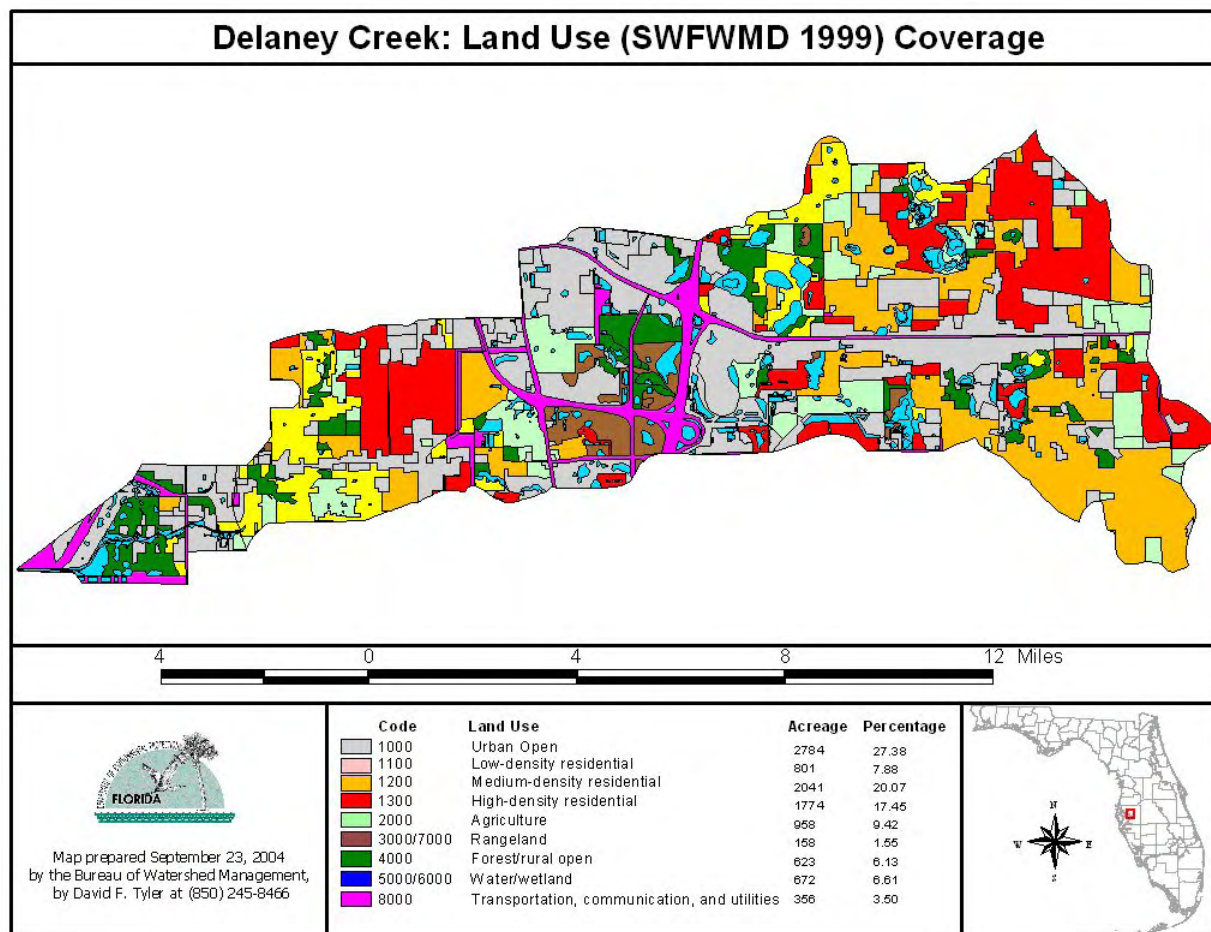 Delaney Creek: Land Use (SWFWMD 1999) Coverage
4 0 4 8 12 Miles
FLORIDA
Map prepared September 23, 2004
by the Bureau of Watershed Management,
by David F. Tyler at (850) 245-8466
Code Land Use Acreage Percentage
1000 Urban Open 2784 27.38
1100 Low-density residential 801 7.88
1200 Medium-density residential 2041 20.07
1300 High-density residential 1774 17.45
2000 Agriculture 958 9.42
3000/7000 Rangeland 158 1.55
4000 Forest/rural open 623 6.13
5000/6000 Water/wetland 672 6.61
8000 Transportation, communication, and utilities 356 3.50
N
W E
S